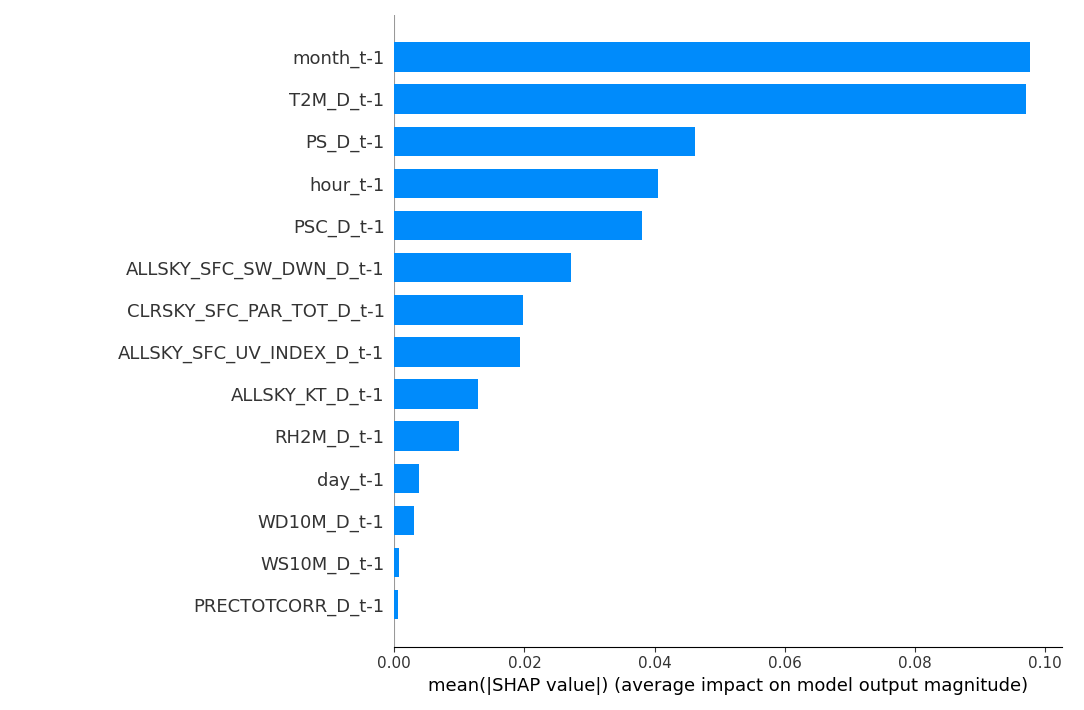 month_t-1
T2M_D_t-1
PS_D_t-1
hour_t-1
PSC_D_t-1
ALLSKY_SFC_SW_DWN_D_t-1
CLRSKY_SFC_PAR_TOT_D_t-1
ALLSKY_SFC_UV_INDEX_D_t-1
ALLSKY_KT_D_t-1
RH2M_D_t-1
day_t-1
WD10M_D_t-1
WS10M_D_t-1
PRECTOTCORR_D_t-1
0.00 0.02 0.04 0.06 0.08 0.10
mean(|SHAP value|) (average impact on model output magnitude)